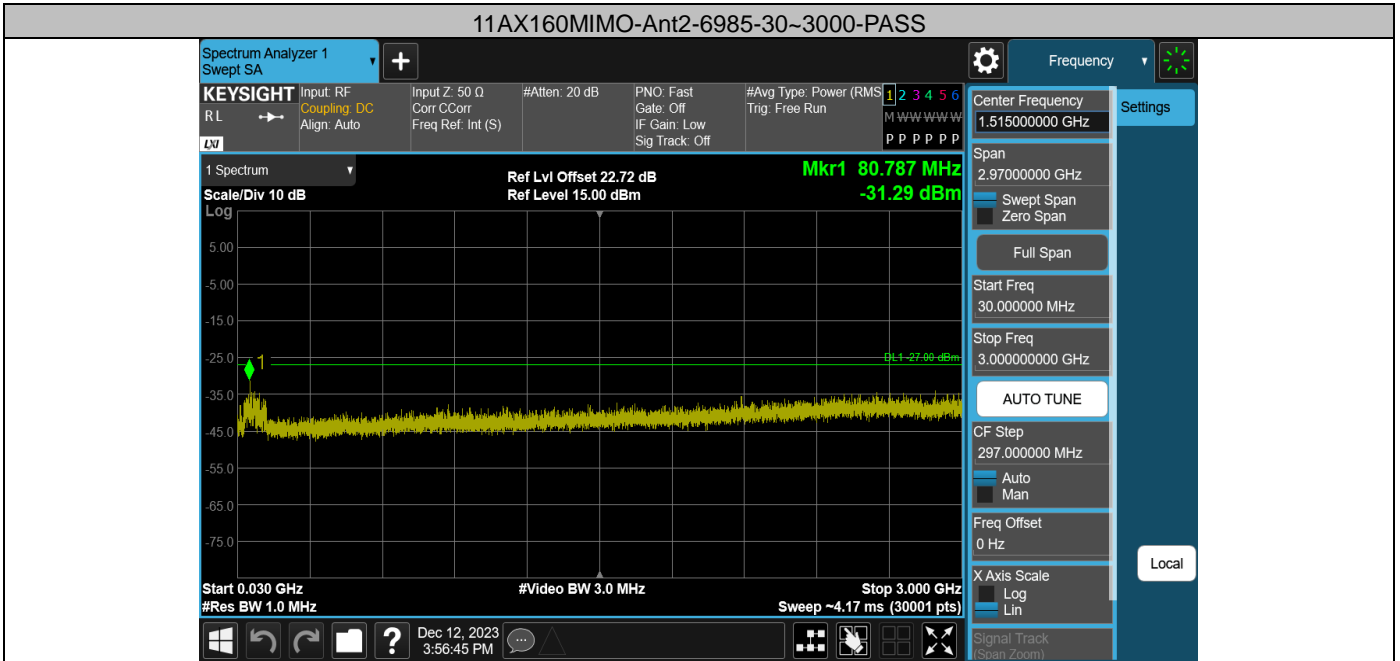 11AX160MIMO-Ant2-6985-30~3000-PASS
Spectrum Analyzer 1
Swept SA
Frequency
KEYSIGHT
RL
LXI
Input: RF
Coupling: DC
Align: Auto
Input Z: 50 Ω
Corr CCorr
Freq Ref: Int (S)
#Atten: 20 dB
PNO: Fast
Gate: Off
IF Gain: Low
Sig Track: Off
#Avg Type: Power (RMS
Trig: Free Run
1 2 3 4 5 6
M W W W W W
P P P P P P
1 Spectrum
Scale/Div 10 dB
Ref Lvl Offset 22.72 dB
Ref Level 15.00 dBm
Mkr1 80.787 MHz
-31.29 dBm
Log
5.00
-5.00
-15.0
-25.0
-35.0
-45.0
-55.0
-65.0
-75.0
1
DL1 -27.00 dBm
Start 0.030 GHz
#Res BW 1.0 MHz
#Video BW 3.0 MHz
Stop 3.000 GHz
Sweep ~4.17 ms (30001 pts)
Center Frequency
1.515000000 GHz
Settings
Span
2.97000000 GHz
Swept Span
Zero Span
Full Span
Start Freq
30.000000 MHz
Stop Freq
3.000000000 GHz
AUTO TUNE
CF Step
297.000000 MHz
Auto
Man
Freq Offset
0 Hz
X Axis Scale
Log
Lin
Signal Track
(Span Zoom)
Local
?
Dec 12, 2023
3:56:45 PM